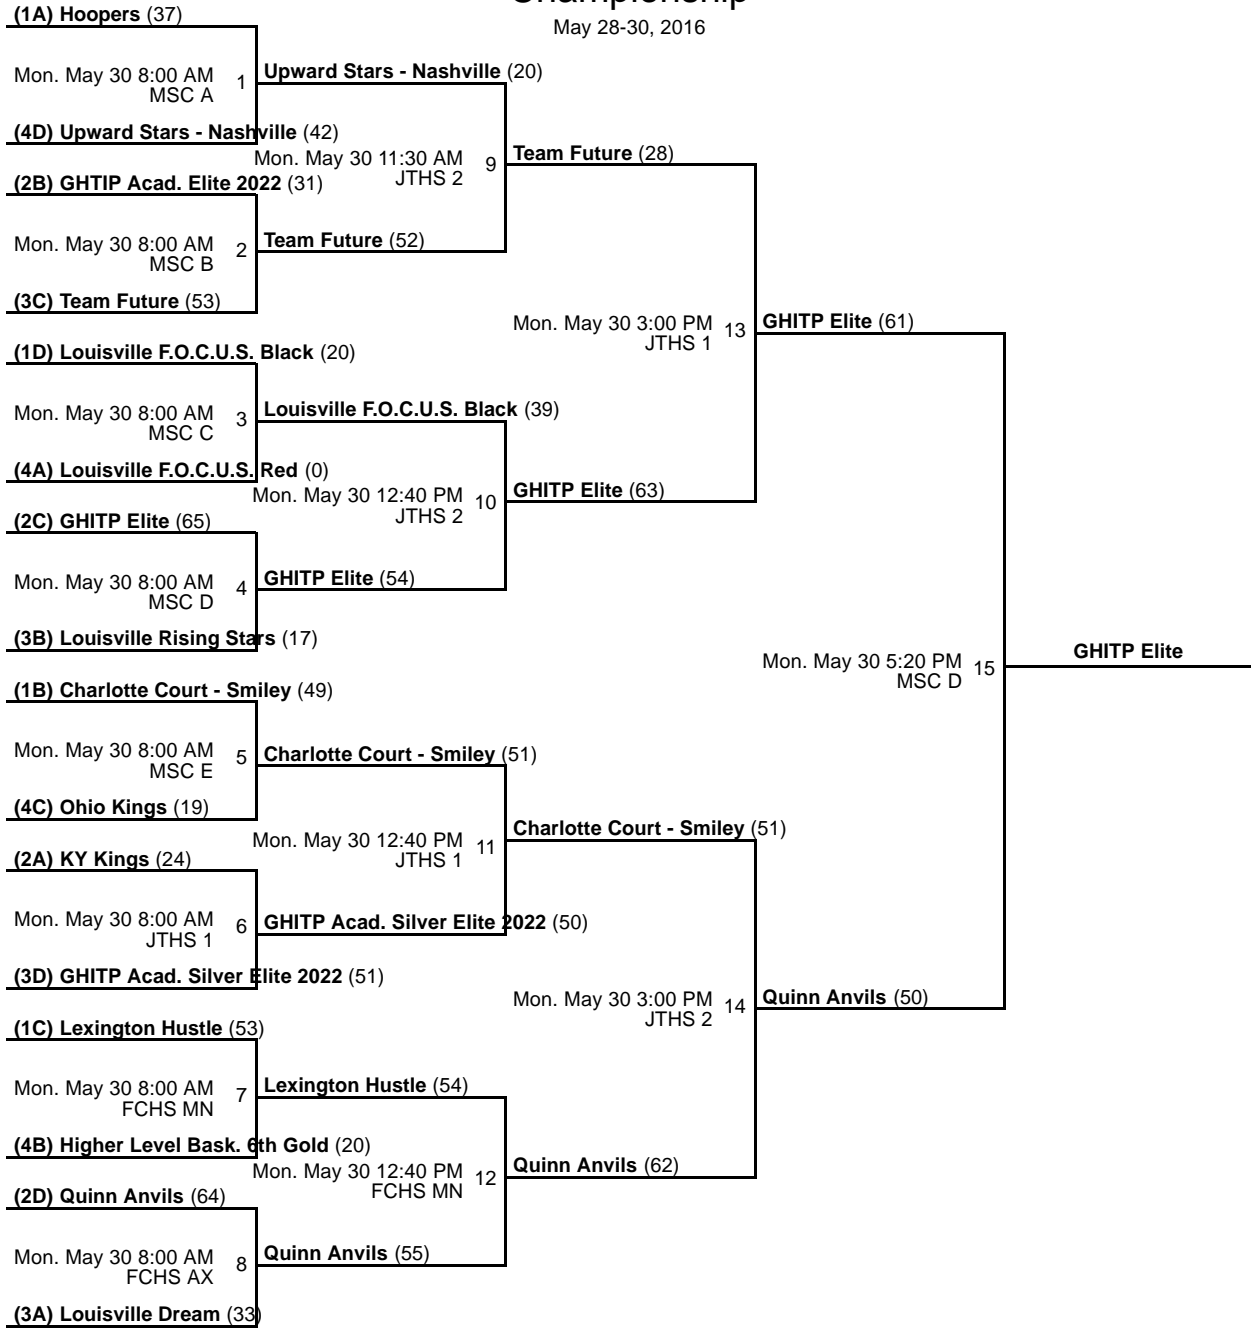 Championship
May 28-30, 2016
(1A) Hoopers (37)
Mon. May 30 8:00 AM
MSC A
1
Upward Stars - Nashville (20)
(4D) Upward Stars - Nashville (42)
Mon. May 30 11:30 AM
JTHS 2
9
Team Future (28)
(2B) GHTIP Acad. Elite 2022 (31)
Mon. May 30 8:00 AM
MSC B
2
Team Future (52)
(3C) Team Future (53)
Mon. May 30 3:00 PM
JTHS 1
13
GHITP Elite (61)
(1D) Louisville F.O.C.U.S. Black (20)
Mon. May 30 8:00 AM
MSC C
3
Louisville F.O.C.U.S. Black (39)
(4A) Louisville F.O.C.U.S. Red (0)
Mon. May 30 12:40 PM
JTHS 2
10
GHITP Elite (63)
(2C) GHITP Elite (65)
Mon. May 30 8:00 AM
MSC D
4
GHITP Elite (54)
(3B) Louisville Rising Stars (17)
Mon. May 30 5:20 PM
MSC D
15
GHITP Elite
(1B) Charlotte Court - Smiley (49)
Mon. May 30 8:00 AM
MSC E
5
Charlotte Court - Smiley (51)
(4C) Ohio Kings (19)
Mon. May 30 12:40 PM
JTHS 1
11
Charlotte Court - Smiley (51)
(2A) KY Kings (24)
Mon. May 30 8:00 AM
JTHS 1
6
GHITP Acad. Silver Elite 2022 (50)
(3D) GHITP Acad. Silver Elite 2022 (51)
Mon. May 30 3:00 PM
JTHS 2
14
Quinn Anvils (50)
(1C) Lexington Hustle (53)
Mon. May 30 8:00 AM
FCHS MN
7
Lexington Hustle (54)
(4B) Higher Level Bask. 6th Gold (20)
Mon. May 30 12:40 PM
FCHS MN
12
Quinn Anvils (62)
(2D) Quinn Anvils (64)
Mon. May 30 8:00 AM
FCHS AX
8
Quinn Anvils (55)
(3A) Louisville Dream (33)